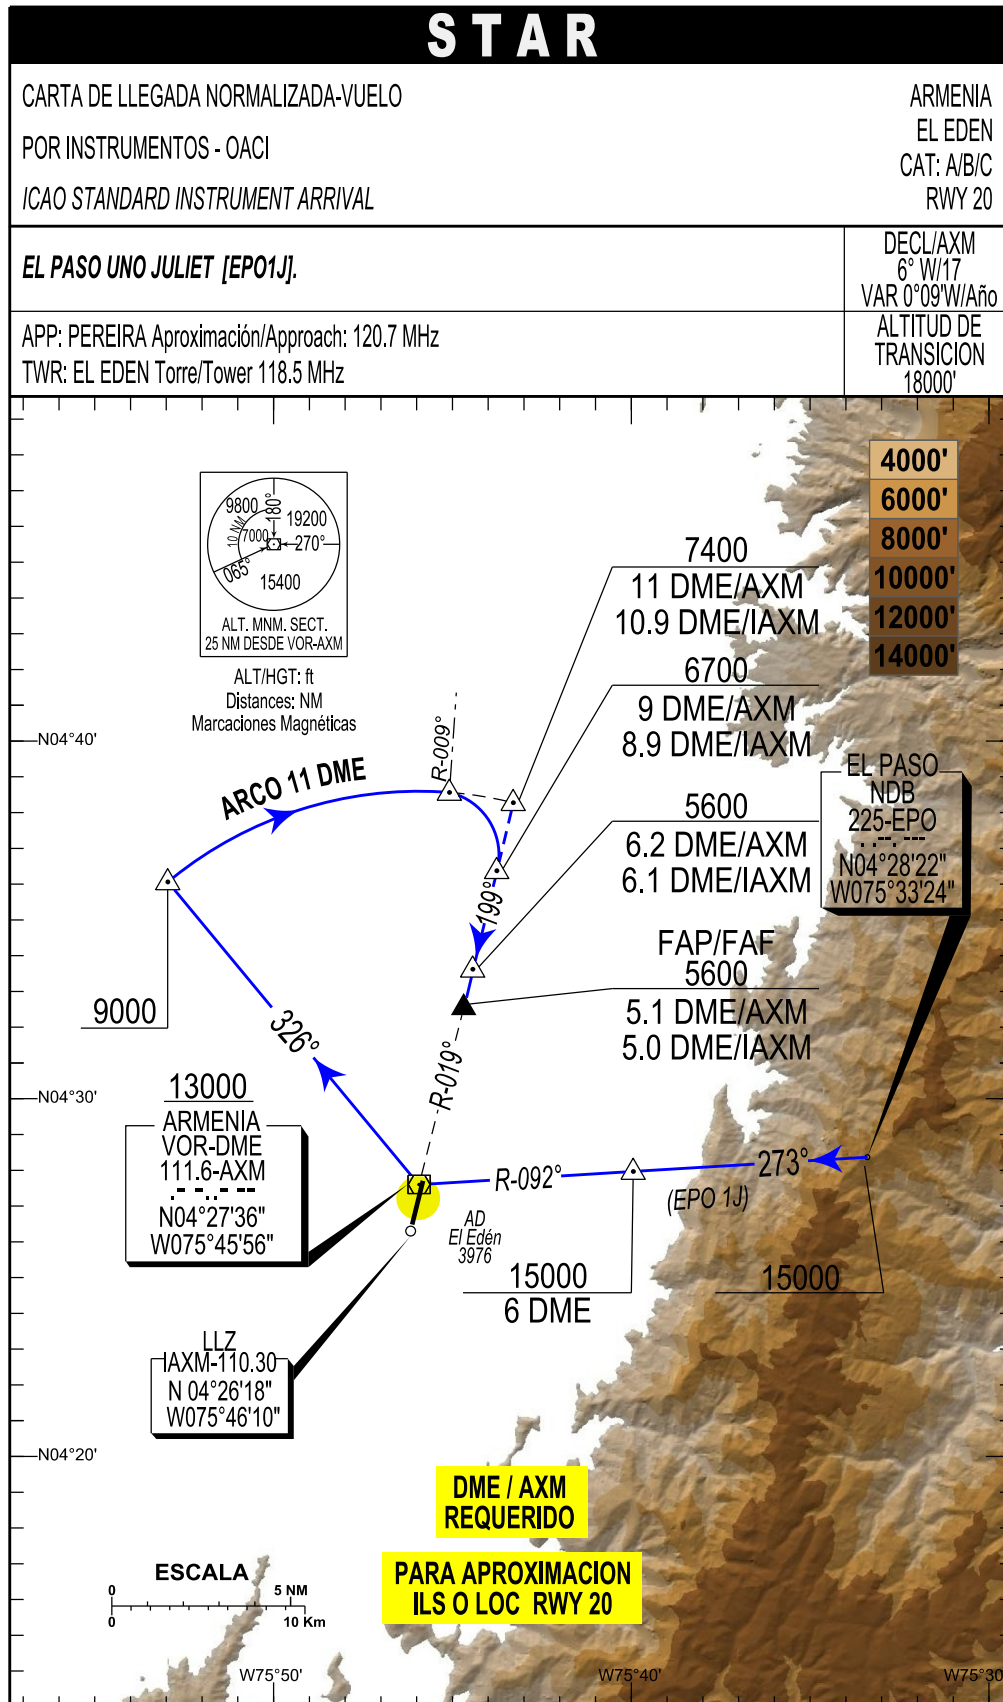 STAR
CARTA DE LLEGADA NORMALIZADA-VUELO
POR INSTRUMENTOS - OACI
ICAO STANDARD INSTRUMENT ARRIVAL
ARMENIA
EL EDEN
CAT: A/B/C
RWY 20
EL PASO UNO JULIET [EPO1J].
DECL/AXM
6° W/17
VAR 0°09'W/Año
APP: PEREIRA Aproximación/Approach: 120.7 MHz
TWR: EL EDEN Torre/Tower 118.5 MHz
ALTITUD DE
TRANSICION
18000'
4000'
6000'
8000'
10000'
12000'
14000'
9800
180°
19200
10 NM
7000
270°
065°
15400
ALT. MNM. SECT.
25 NM DESDE VOR-AXM
ALT/HGT: ft
Distances: NM
Marcaciones Magnéticas
7400
11 DME/AXM
10.9 DME/IAXM
6700
9 DME/AXM
8.9 DME/IAXM
R-009°
N04°40'
ARCO 11 DME
5600
6.2 DME/AXM
6.1 DME/IAXM
EL PASO
NDB
225-EPO
N04°28'22"
W075°33'24"
199°
FAP/FAF
5600
5.1 DME/AXM
5.0 DME/IAXM
9000
326°
R-019°
N04°30'
13000
ARMENIA
VOR-DME
111.6-AXM
N04°27'36"
W075°45'56"
R-092°
273°
(EPO 1J)
AD
El Edén
3976
15000
6 DME
15000
LLZ
IAXM-110.30
N 04°26'18"
W075°46'10"
N04°20'
DME / AXM
REQUERIDO
PARA APROXIMACION
ILS O LOC RWY 20
ESCALA
0 5 NM
0 10 Km
W75°50'
W75°40'
W75°30'